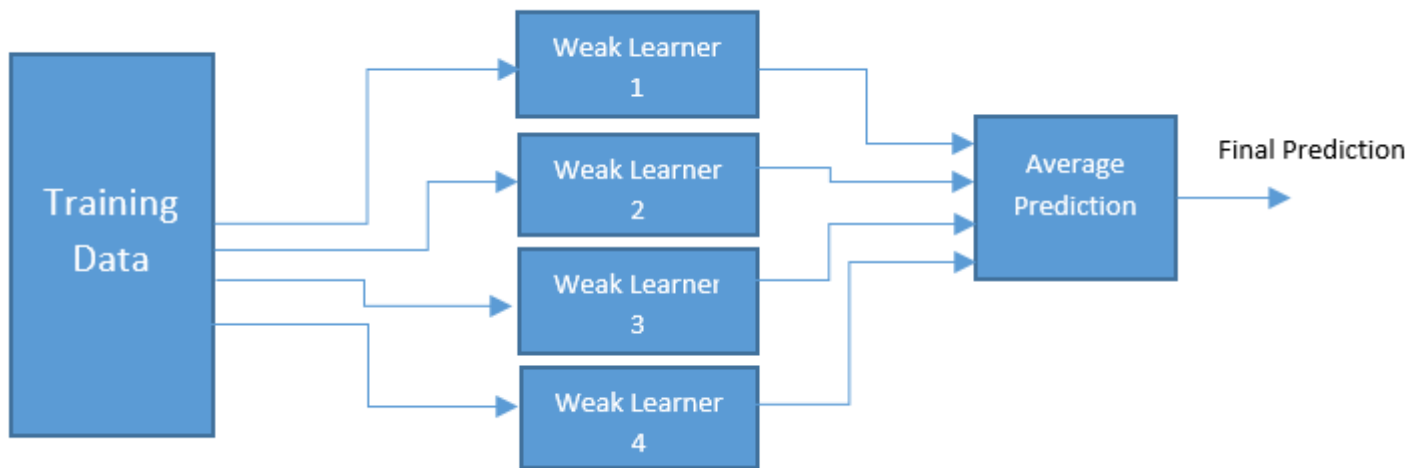 Training
Data
Weak Learner
1
Weak Learner
2
Weak Learner
3
Weak Learner
4
Average
Prediction
Final Prediction